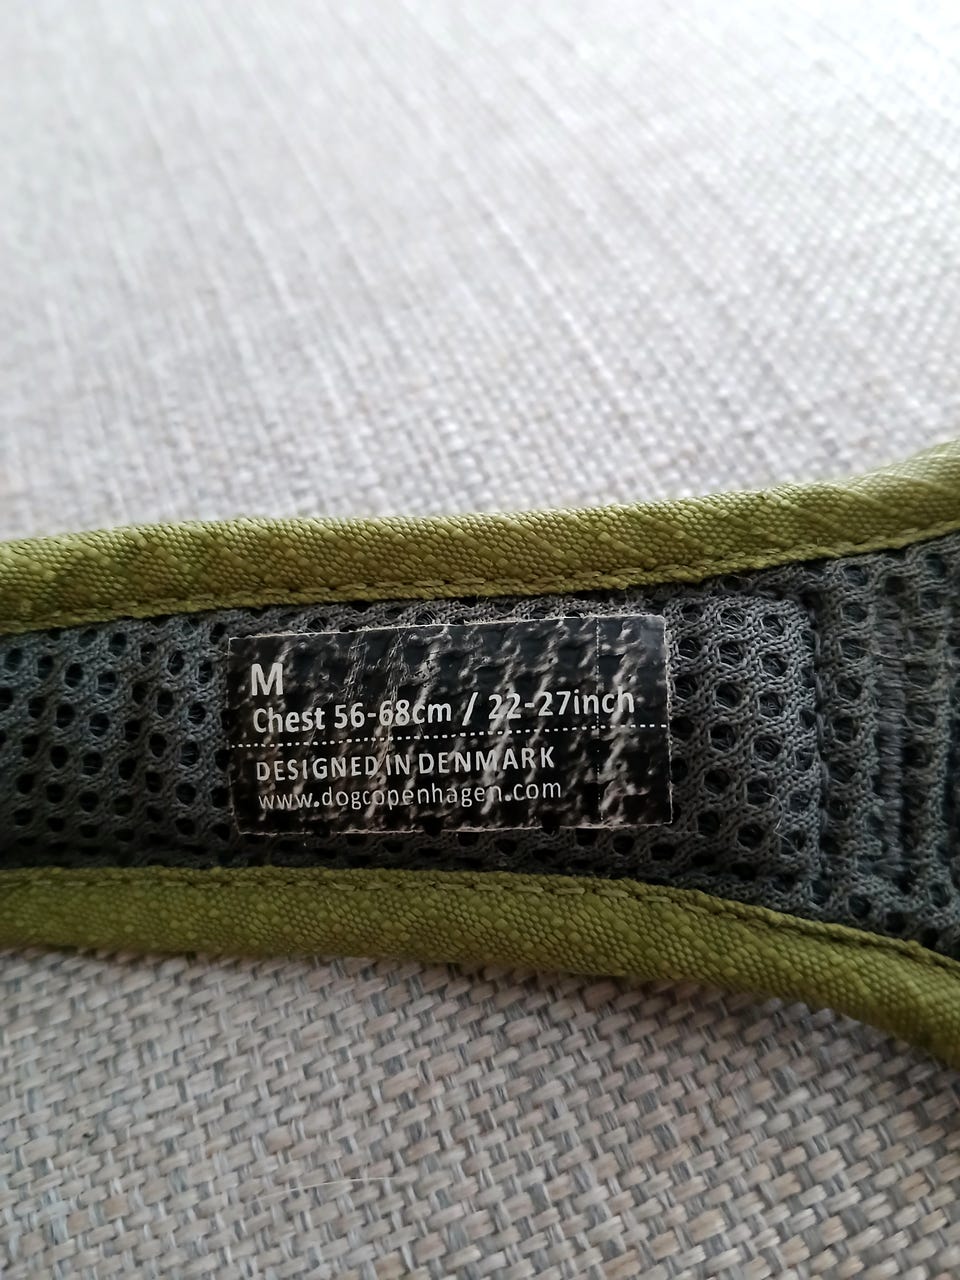 M
Chest 56-68cm / 22-27inch
DESIGNED IN DENMARK
www.dogcopenhagen.com